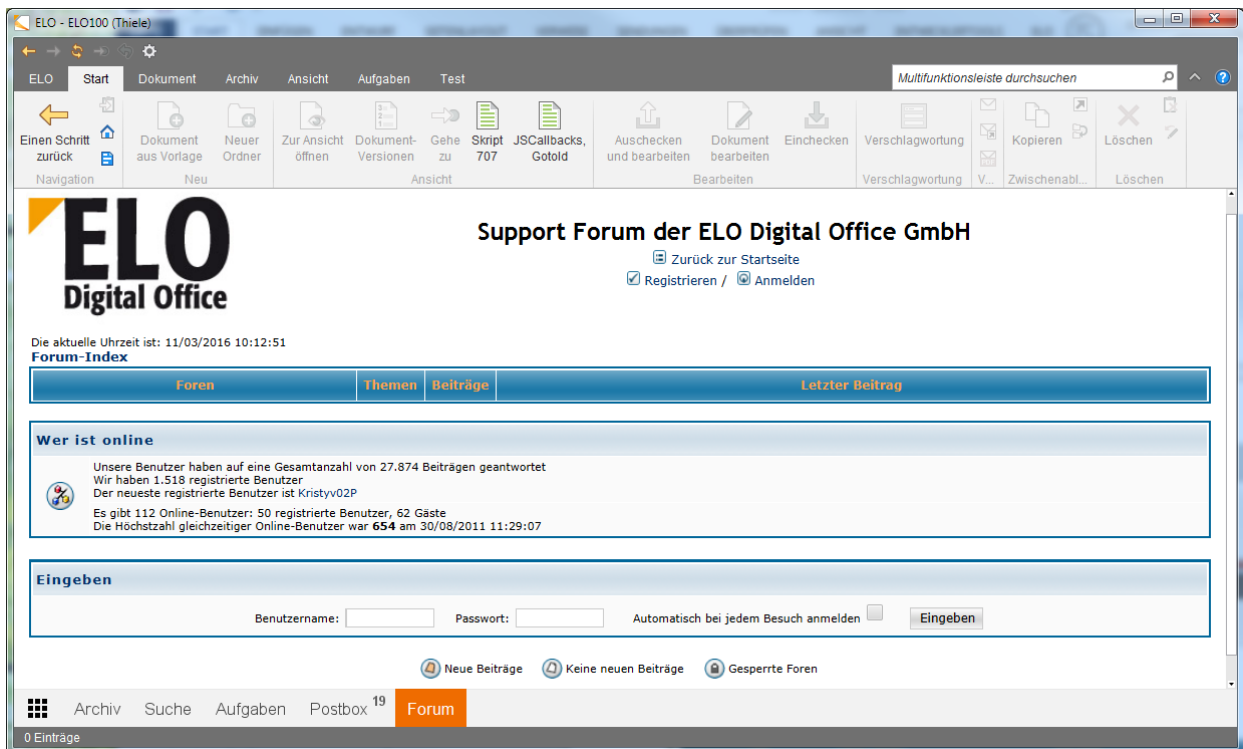 ELO - ELO100 (Thiele)
ELO Start Dokument Archiv Ansicht Aufgaben Test Multifunktionsleiste durchsuchen
Einen Schritt zurück
Dokument aus Vorlage
Neuer Ordner
Zur Ansicht öffnen
Dokument-Versionen
Gehe zu
Skript 707
JSCallbacks, GotoId
Auschecken und bearbeiten
Dokument bearbeiten
Einchecken
Verschlagwortung
Kopieren
Löschen
Navigation Neu Ansicht Bearbeiten Verschlagwortung V... Zwischenabl... Löschen
ELO
Digital Office
Support Forum der ELO Digital Office GmbH
Zurück zur Startseite
Registrieren / Anmelden
Die aktuelle Uhrzeit ist: 11/03/2016 10:12:51
Forum-Index
Foren Themen Beiträge Letzter Beitrag
Wer ist online
Unsere Benutzer haben auf eine Gesamtanzahl von 27.874 Beiträgen geantwortet
Wir haben 1.518 registrierte Benutzer
Der neueste registrierte Benutzer ist Kristyv02P
Es gibt 112 Online-Benutzer: 50 registrierte Benutzer, 62 Gäste
Die Höchstzahl gleichzeitiger Online-Benutzer war 654 am 30/08/2011 11:29:07
Eingeben
Benutzername: Passwort: Automatisch bei jedem Besuch anmelden Eingeben
Neue Beiträge Keine neuen Beiträge Gesperrte Foren
Archiv Suche Aufgaben Postbox 19 Forum
0 Einträge